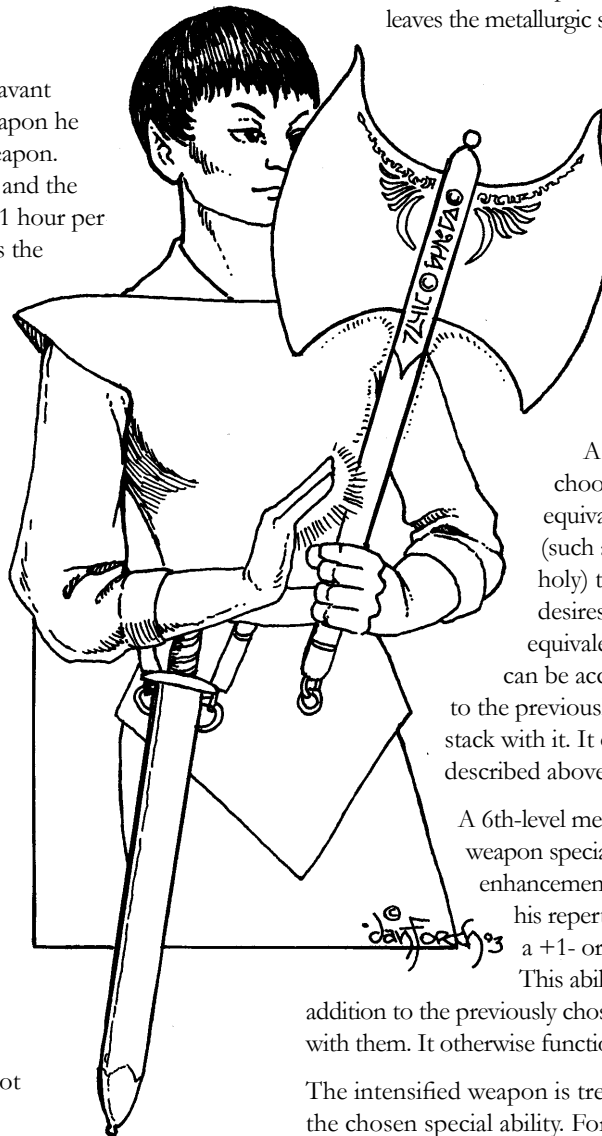 leaves the metallurgic s
avant
apon he
eapon.
and the
1 hour per
s the
A
choo
equiva
(such s
holy) t
desires
equivale
can be acc
to the previous
stack with it. It
described above
A 6th-level me
weapon specia
enhancement
his repert
a +1- or
This abil
addition to the previously chos
with them. It otherwise function
ot
The intensified weapon is tre
the chosen special ability. For
© danforth 03